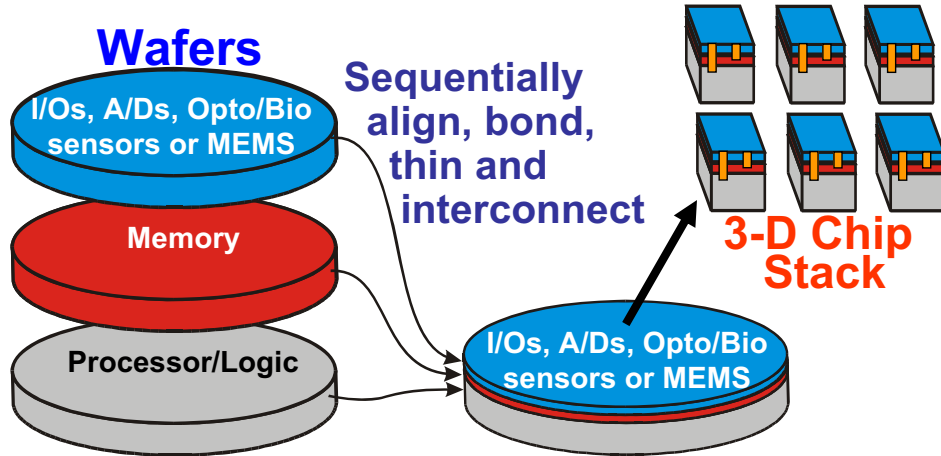 Wafers
I/Os, A/Ds, Opto/Bio
sensors or MEMS
Memory
Processor/Logic
Sequentially
align, bond,
thin and
interconnect
I/Os, A/Ds, Opto/Bio
sensors or MEMS
3-D Chip
Stack